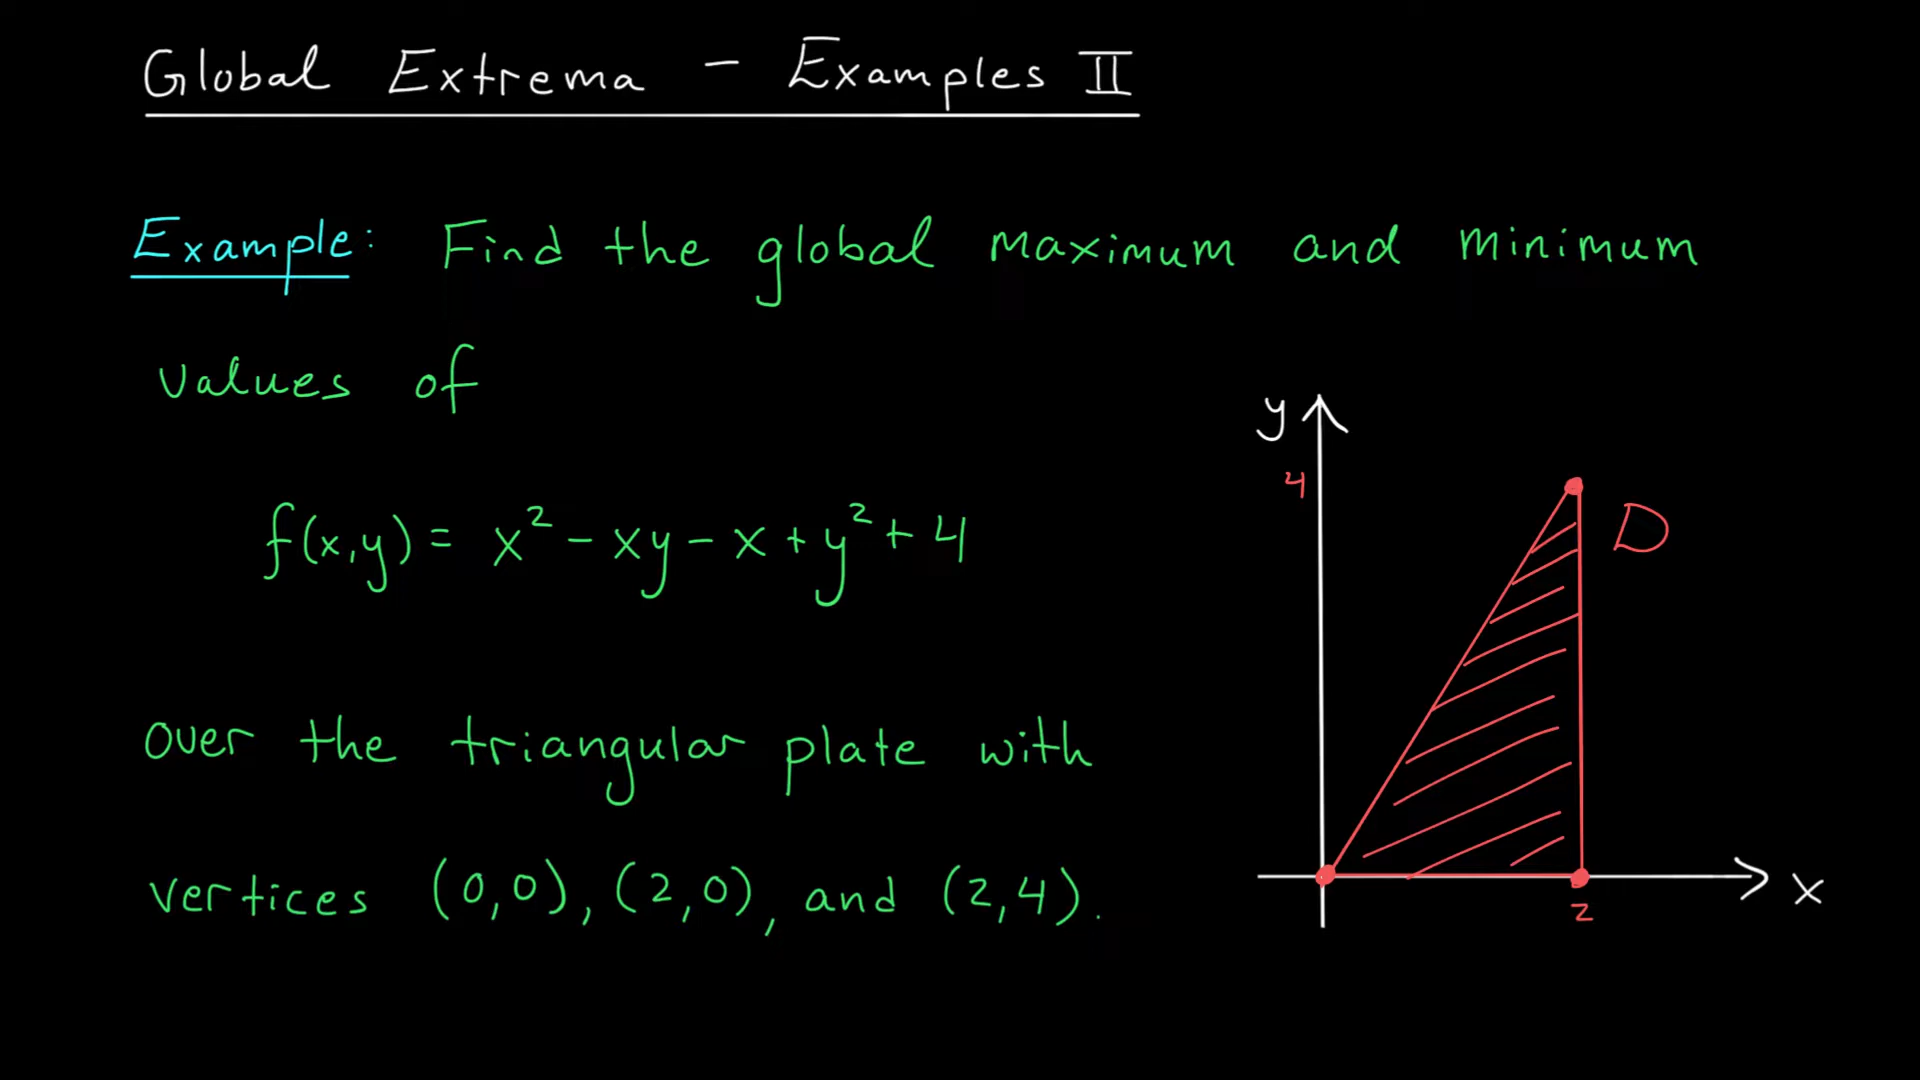 Global Extrema - Examples II
Example: Find the global maximum and minimum
values of
f(x,y) = x² - xy - x + y² + 4
over the triangular plate with
vertices (0,0), (2,0), and (2,4).
y
4
D
x
2